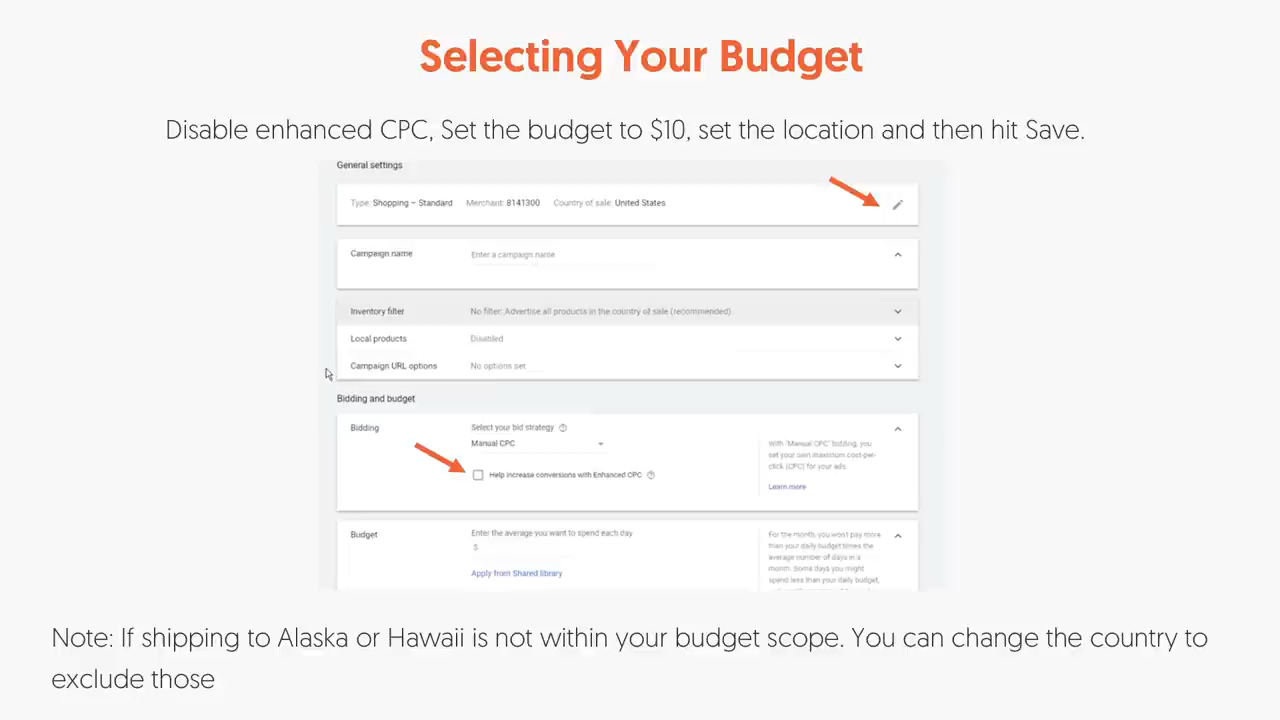 Selecting Your Budget
Disable enhanced CPC, Set the budget to $10, set the location and then hit Save.
General settings
Type: Shopping – Standard Merchant: 8141300 Country of sale: United States
Campaign name Enter a campaign name
Inventory filter No filter: Advertise all products in the country of sale (recommended)
Local products Disabled
Campaign URL options No options set
Bidding and budget
Bidding Select your bid strategy
Manual CPC
Help increase conversions with Enhanced CPC
With "Manual CPC" bidding, you
set your own maximum cost-per-
click (CPC) for your ads.
Learn more
Budget Enter the average you want to spend each day
$
Apply from Shared library
For the month, you won't pay more
than your daily budget times the
average number of days in a
month. Some days you might
spend less than your daily budget,
Note: If shipping to Alaska or Hawaii is not within your budget scope. You can change the country to
exclude those